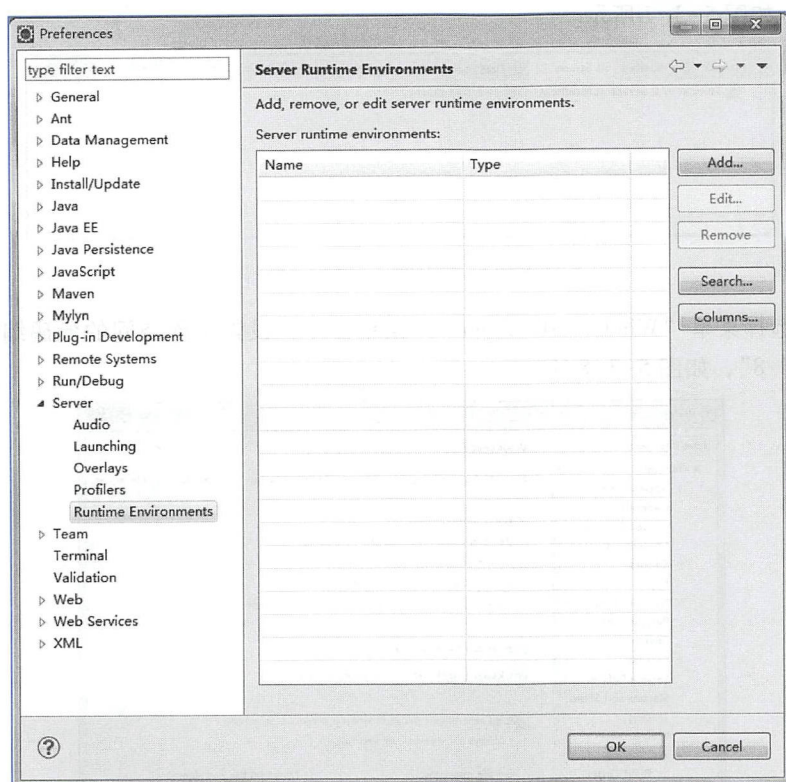 Preferences
type filter text
General
Ant
Data Management
Help
Install/Update
Java
Java EE
Java Persistence
JavaScript
Maven
Mylyn
Plug-in Development
Remote Systems
Run/Debug
Server
Audio
Launching
Overlays
Profilers
Runtime Environments
Team
Terminal
Validation
Web
Web Services
XML
Server Runtime Environments
Add, remove, or edit server runtime environments.
Server runtime environments:
Name Type
Add...
Edit...
Remove
Search...
Columns...
OK
Cancel